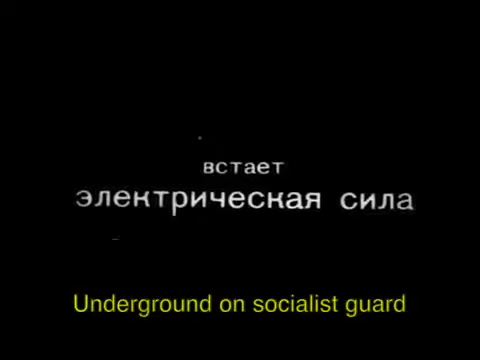 встает
электрическая сила
Underground on socialist guard